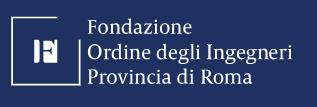 F
Fondazione
Ordine degli Ingegneri
Provincia di Roma